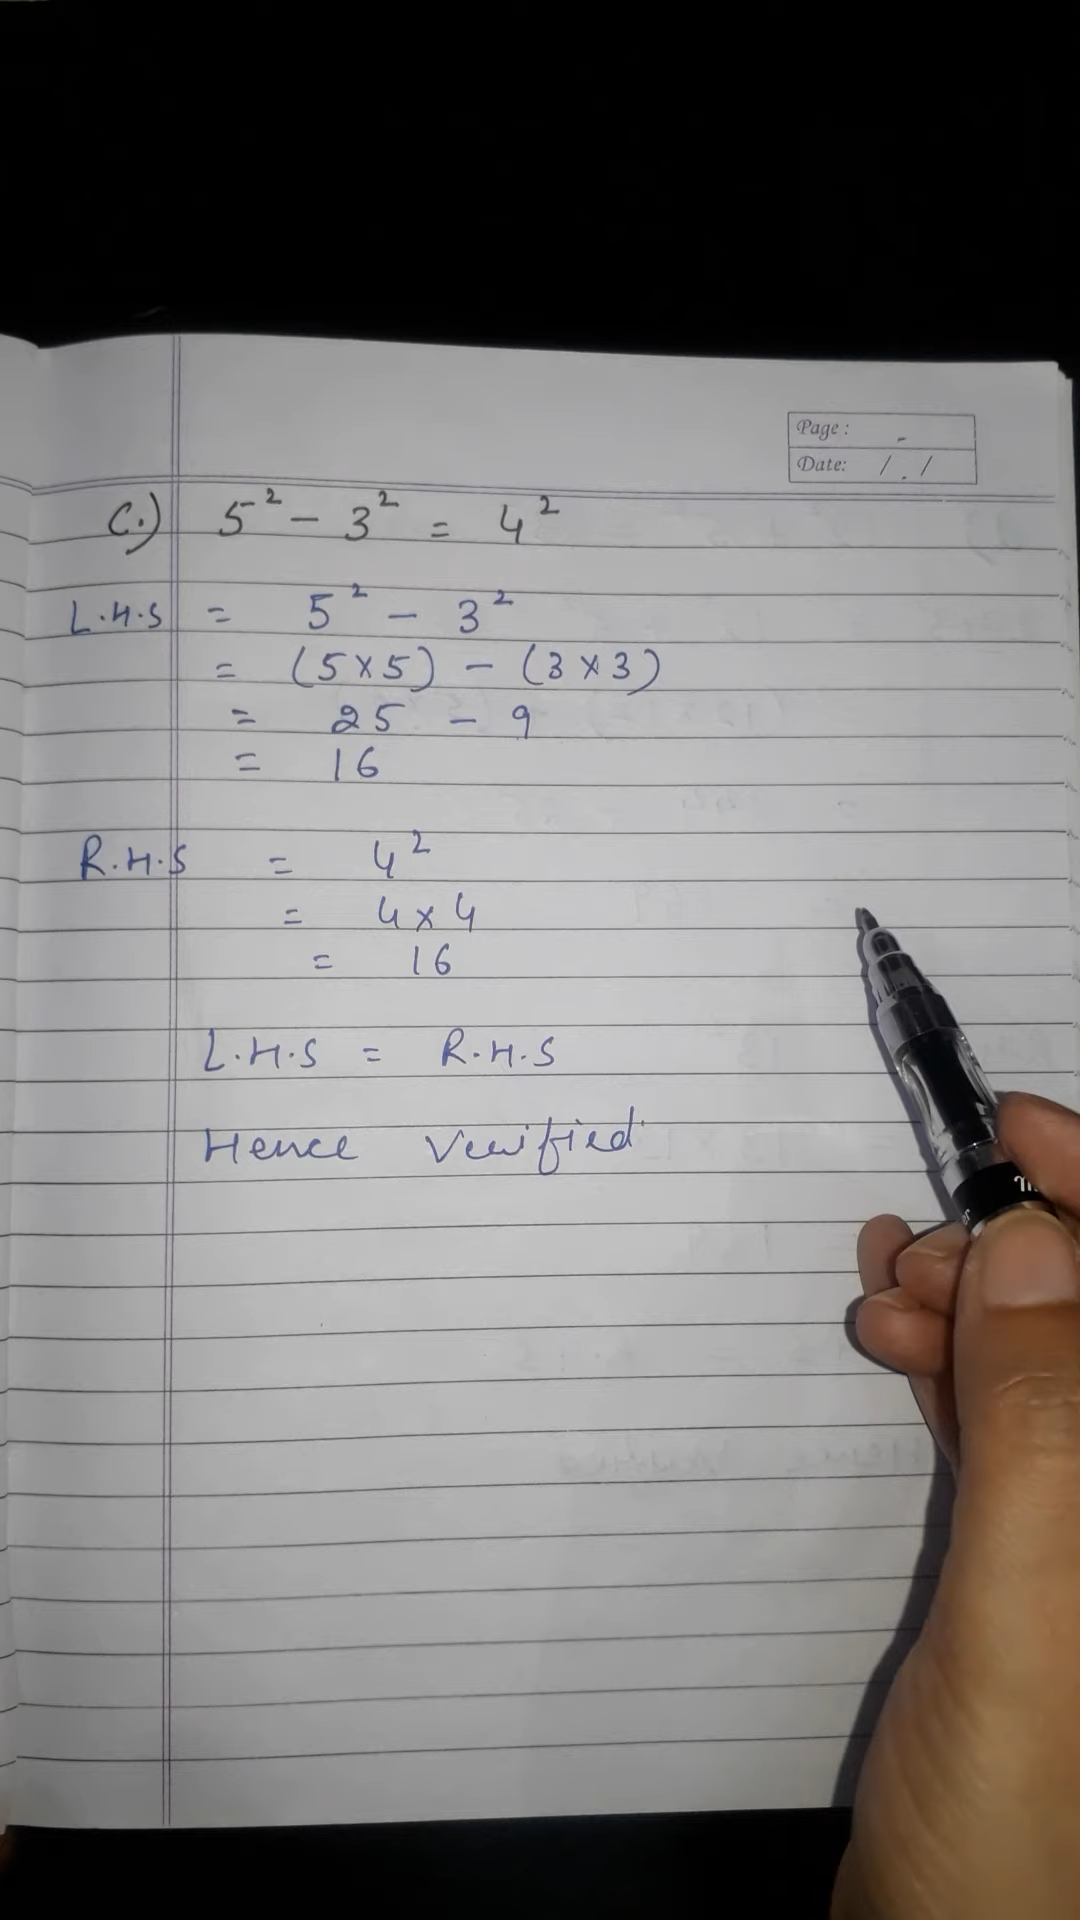 Page :
Date: / /
C.) 5² - 3² = 4²
L.H.S = 5² - 3²
= (5×5) - (3×3)
= 25 - 9
= 16
R.H.S = 4²
= 4×4
= 16
L.H.S = R.H.S
Hence Verified